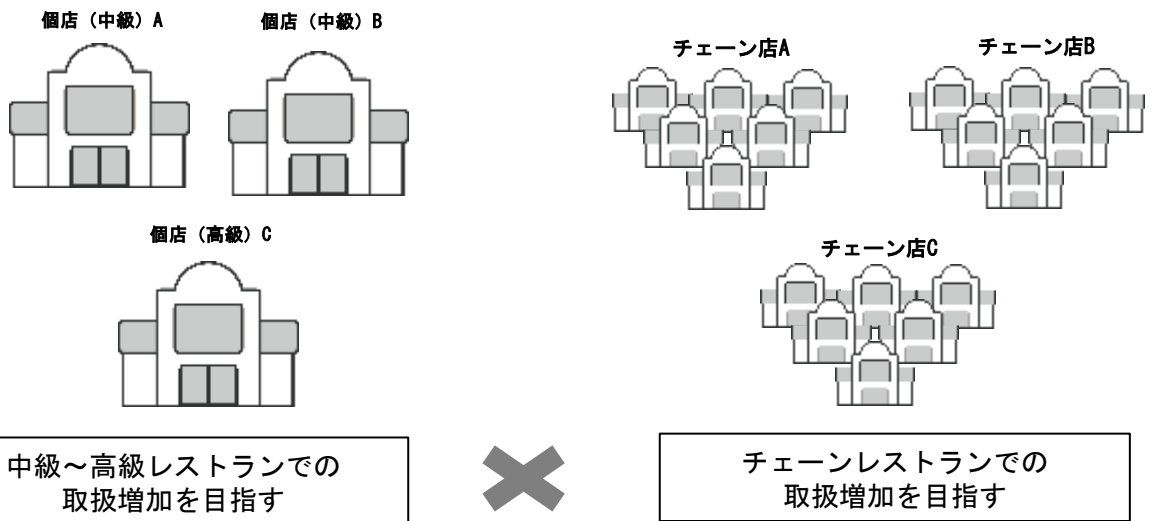 個店（中級）A
個店（中級）B
個店（高級）C
チェーン店A
チェーン店B
チェーン店C
中級～高級レストランでの
取扱増加を目指す
チェーンレストランでの
取扱増加を目指す